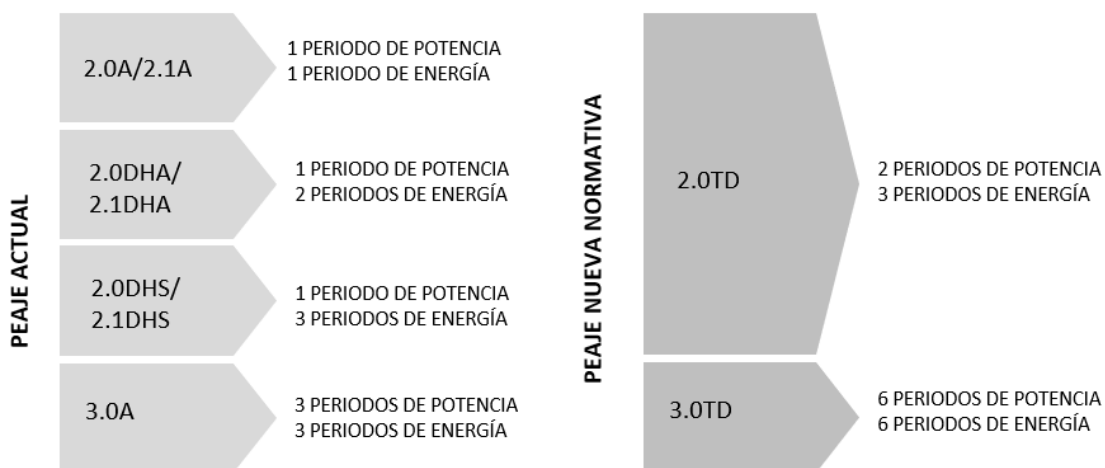 PEAJE ACTUAL
2.0A/2.1A
1 PERIODO DE POTENCIA
1 PERIODO DE ENERGÍA
2.0DHA/
2.1DHA
1 PERIODO DE POTENCIA
2 PERIODOS DE ENERGÍA
2.0DHS/
2.1DHS
1 PERIODO DE POTENCIA
3 PERIODOS DE ENERGÍA
3.0A
3 PERIODOS DE POTENCIA
3 PERIODOS DE ENERGÍA
PEAJE NUEVA NORMATIVA
2.0TD
2 PERIODOS DE POTENCIA
3 PERIODOS DE ENERGÍA
3.0TD
6 PERIODOS DE POTENCIA
6 PERIODOS DE ENERGÍA